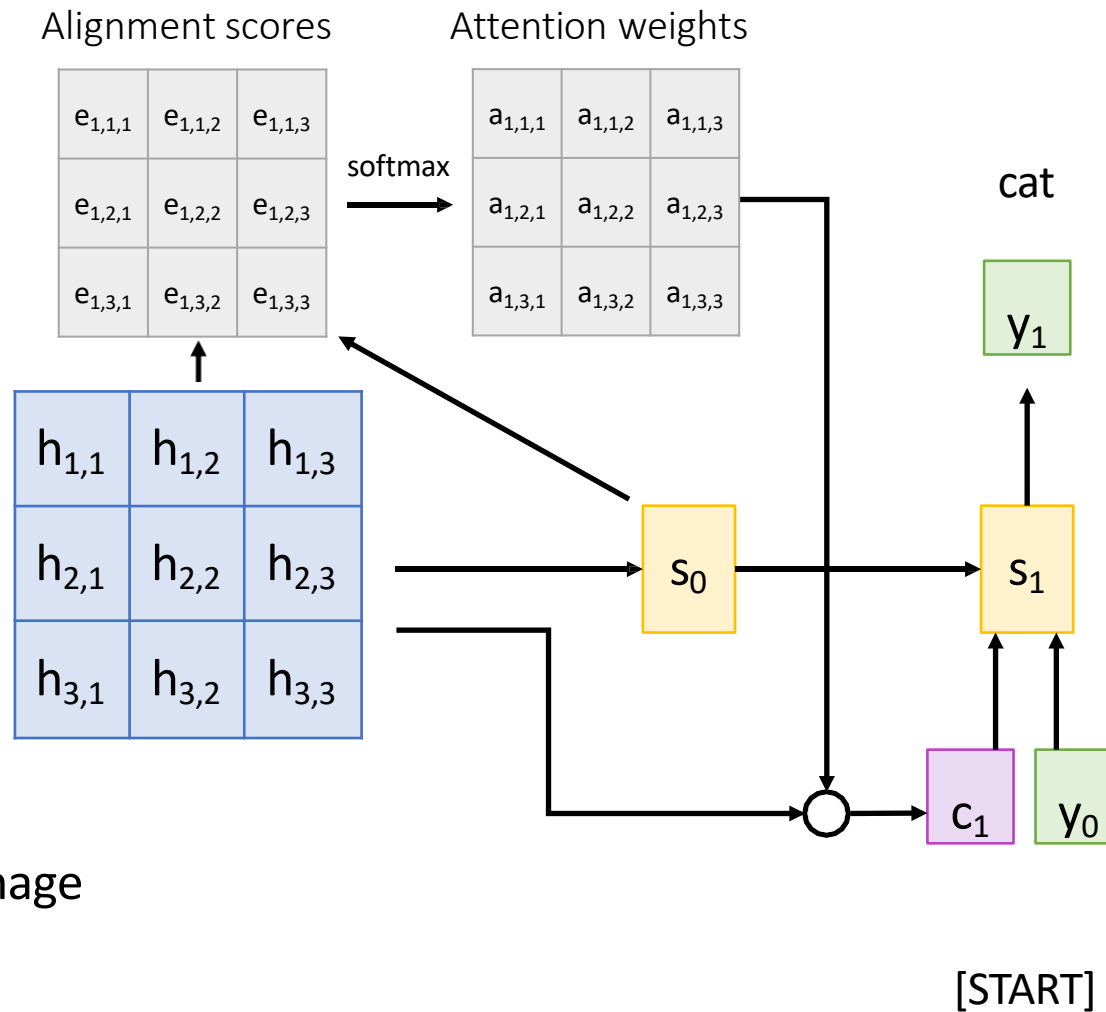 Alignment scores
Attention weights
e1,1,1 e1,1,2 e1,1,3
e1,2,1 e1,2,2 e1,2,3
e1,3,1 e1,3,2 e1,3,3
softmax
a1,1,1 a1,1,2 a1,1,3
a1,2,1 a1,2,2 a1,2,3
a1,3,1 a1,3,2 a1,3,3
cat
y1
h1,1 h1,2 h1,3
h2,1 h2,2 h2,3
h3,1 h3,2 h3,3
s0
s1
c1
y0
[START]